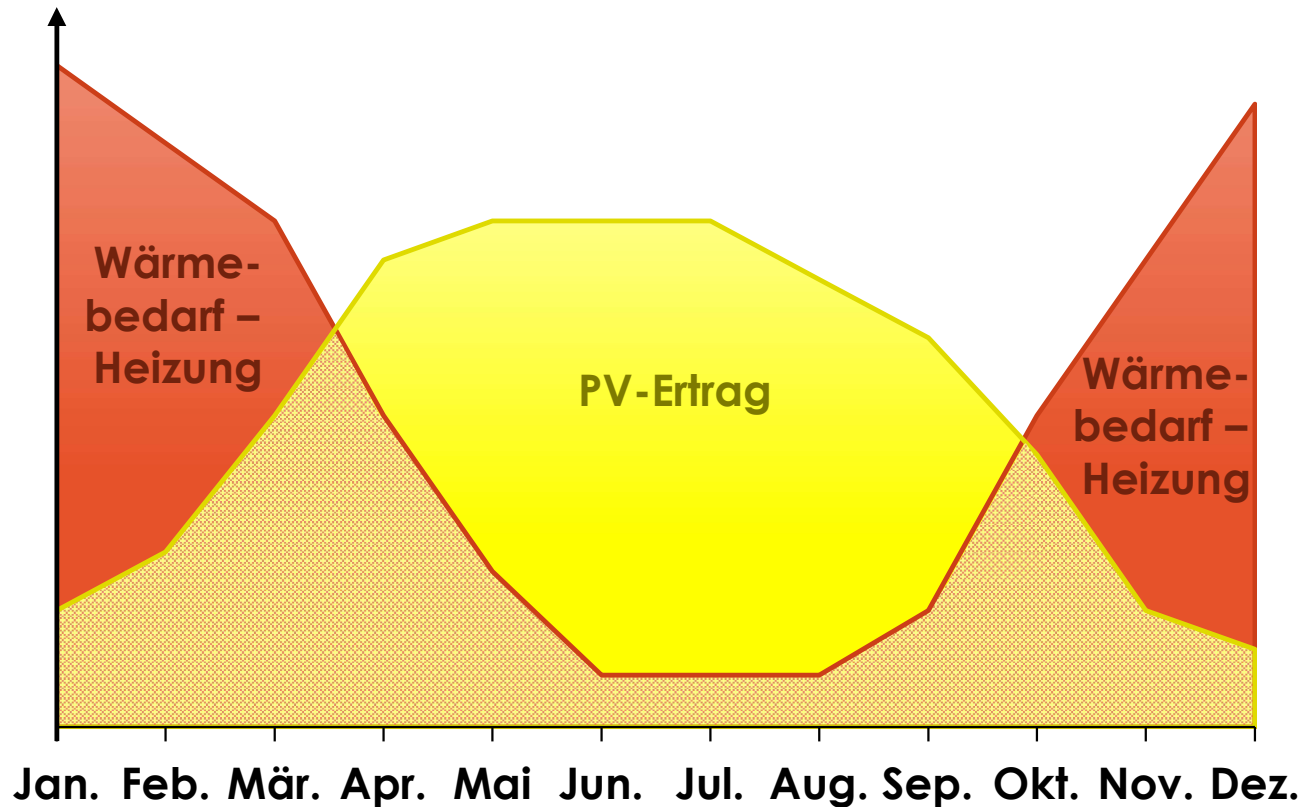 Wärme-
bedarf –
Heizung
PV-Ertrag
Wärme-
bedarf –
Heizung
Jan. Feb. Mär. Apr. Mai Jun. Jul. Aug. Sep. Okt. Nov. Dez.